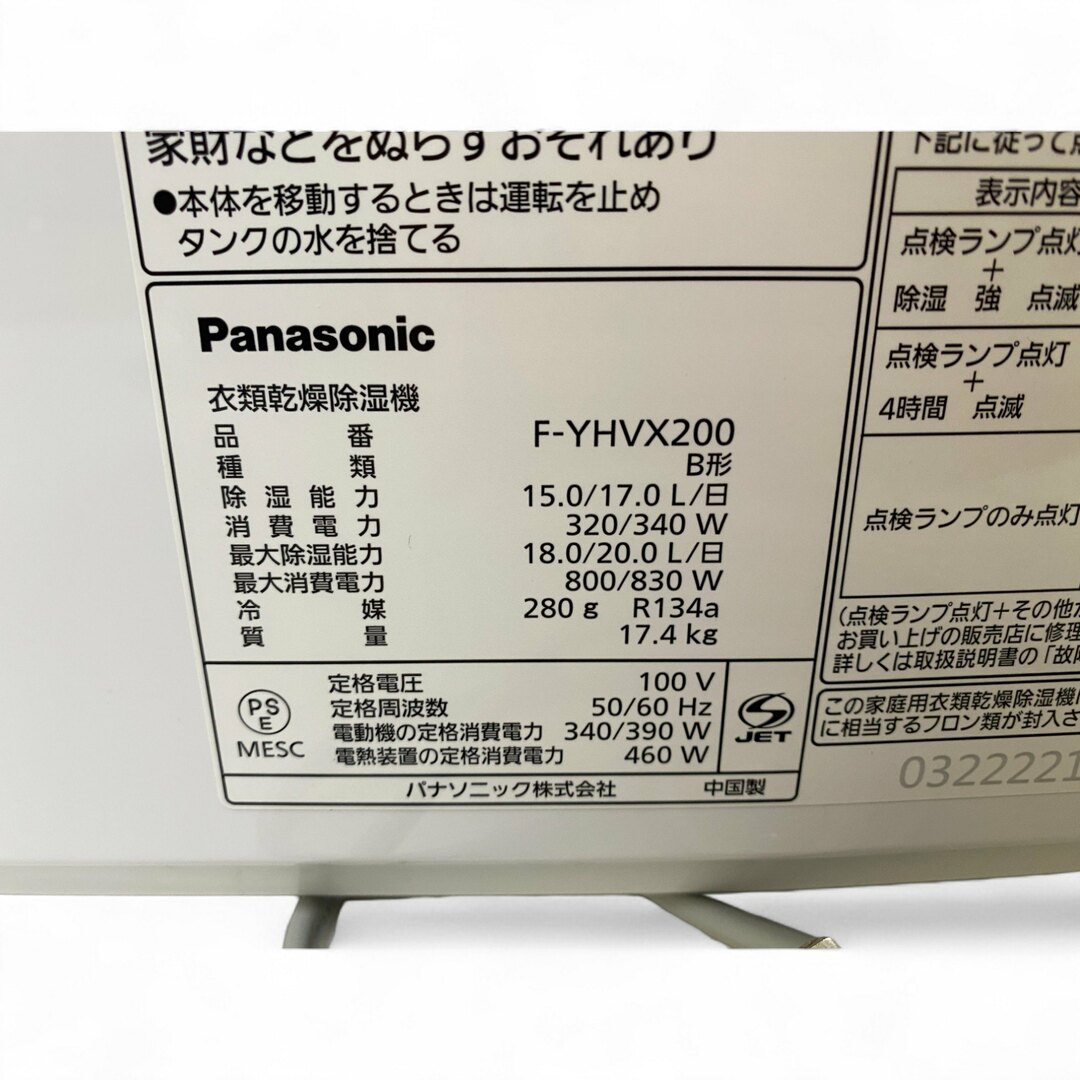 家財などをぬらすおそれあり
●本体を移動するときは運転を止め
タンクの水を捨てる
Panasonic
衣類乾燥除湿機
品番 F-YHVX200
種類 B形
除湿能力 15.0/17.0 L/日
消費電力 320/340 W
最大除湿能力 18.0/20.0 L/日
最大消費電力 800/830 W
冷媒 280 g R134a
質量 17.4 kg
PSE
MESC
定格電圧 100 V
定格周波数 50/60 Hz
電動機の定格消費電力 340/390 W
電熱装置の定格消費電力 460 W
JET
パナソニック株式会社 中国製
下記に従って
表示内容
点検ランプ点灯
+
除湿 強 点滅
点検ランプ点灯
+
4時間 点滅
点検ランプのみ点灯
(点検ランプ点灯+その他
お買い上げの販売店に修理
詳しくは取扱説明書の「故障
この家庭用衣類乾燥除湿機
に相当するフロン類が封入さ
03222221